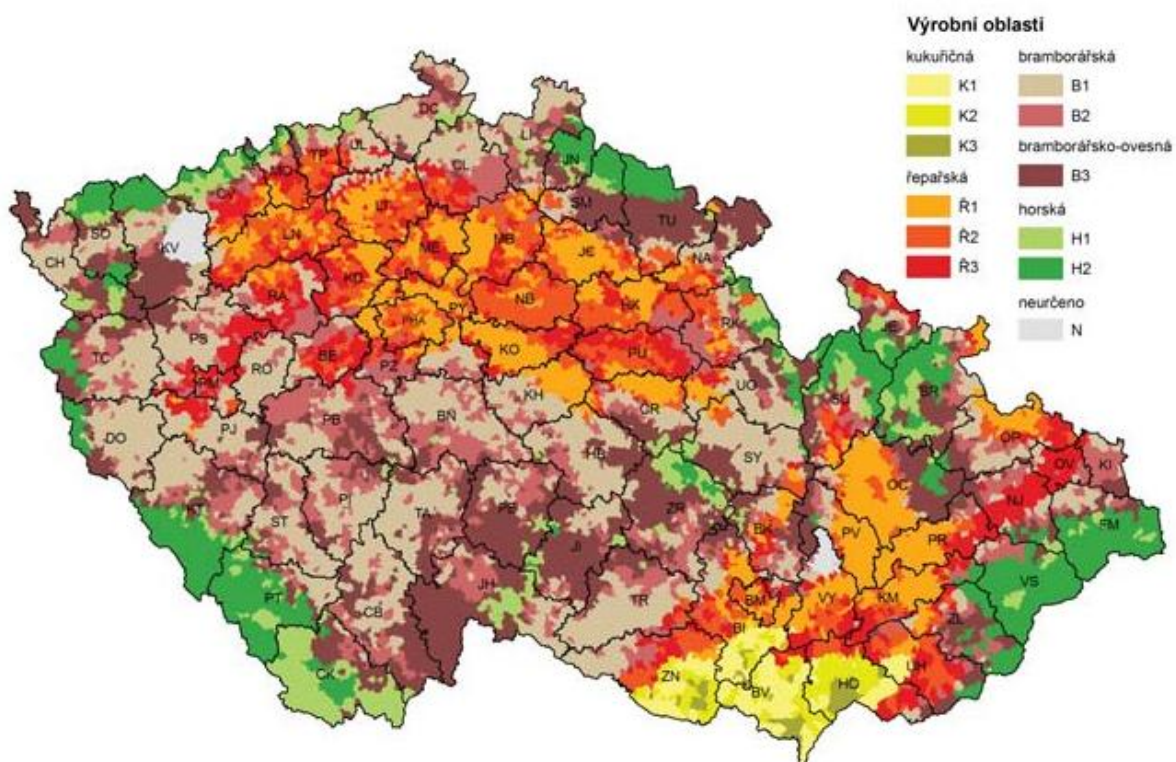 Výrobní oblasti
kukuřičná
K1
K2
K3
řepařská
Ř1
Ř2
Ř3
bramborářská
B1
B2
bramborářsko-ovesná
B3
horská
H1
H2
neurčeno
N
DC
LI
UL
TP
MO
CL
JN
CV
LT
SM
TU
SO
LN
ME
MB
JE
NA
KV
CH
KD
NB
HK
RA
PHA
PY
RK
PS
KO
PU
TC
RO
BE
PZ
PM
KH
CR
UO
PJ
PB
BN
DO
HB
SY
SU
JE
BR
OP
OV
KI
OC
NJ
KT
PI
ST
TA
PE
ZR
BK
PV
PR
FM
JI
VS
PT
JH
TR
BM
VY
KM
CB
BI
ZL
CK
ZN
BV
HO
UH